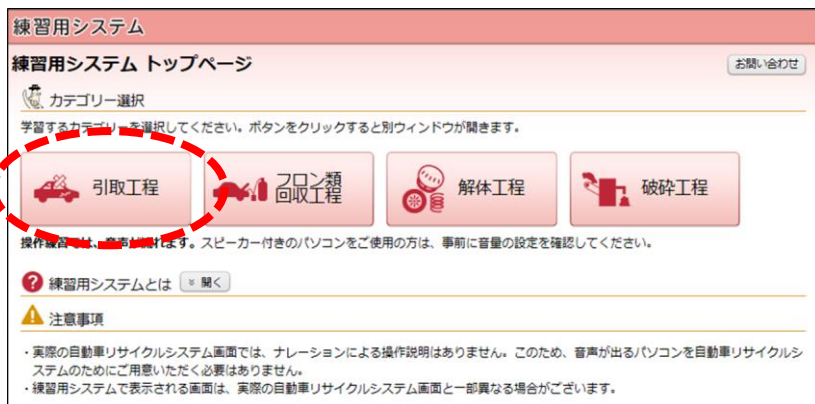 練習用システム
練習用システム トップページ
お問い合わせ
カテゴリー選択
学習するカテゴリーを選択してください。ボタンをクリックすると別ウィンドウが開きます。
引取工程
フロン類
回収工程
解体工程
破砕工程
操作練習では、音声が流れます。スピーカー付きのパソコンをご使用の方は、事前に音量の設定を確認してください。
練習用システムとは 開く
注意事項
・実際の自動車リサイクルシステム画面では、ナレーションによる操作説明はありません。このため、音声が出るパソコンを自動車リサイクルシ
ステムのためにご用意いただく必要はありません。
・練習用システムで表示される画面は、実際の自動車リサイクルシステム画面と一部異なる場合がございます。